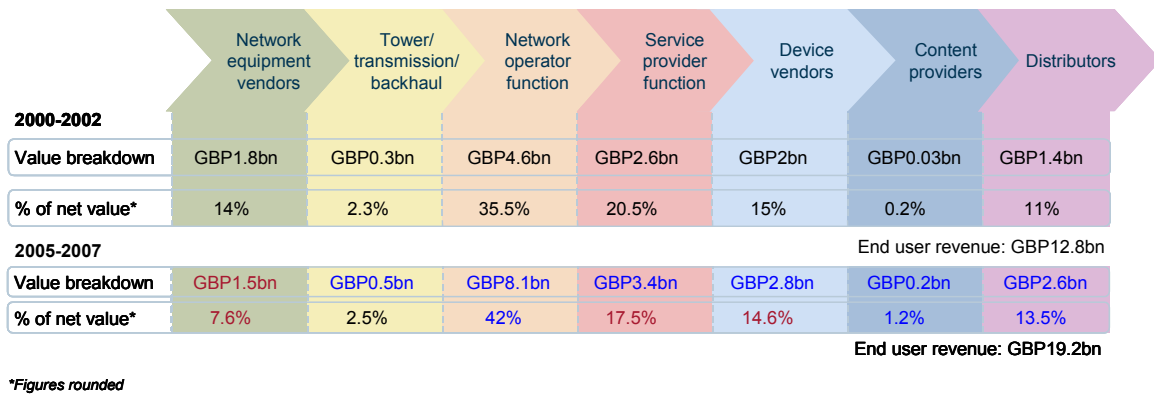 Network equipment vendors
Tower/ transmission/ backhaul
Network operator function
Service provider function
Device vendors
Content providers
Distributors
2000-2002
Value breakdown GBP1.8bn GBP0.3bn GBP4.6bn GBP2.6bn GBP2bn GBP0.03bn GBP1.4bn
% of net value* 14% 2.3% 35.5% 20.5% 15% 0.2% 11%
End user revenue: GBP12.8bn
2005-2007
Value breakdown GBP1.5bn GBP0.5bn GBP8.1bn GBP3.4bn GBP2.8bn GBP0.2bn GBP2.6bn
% of net value* 7.6% 2.5% 42% 17.5% 14.6% 1.2% 13.5%
End user revenue: GBP19.2bn
*Figures rounded